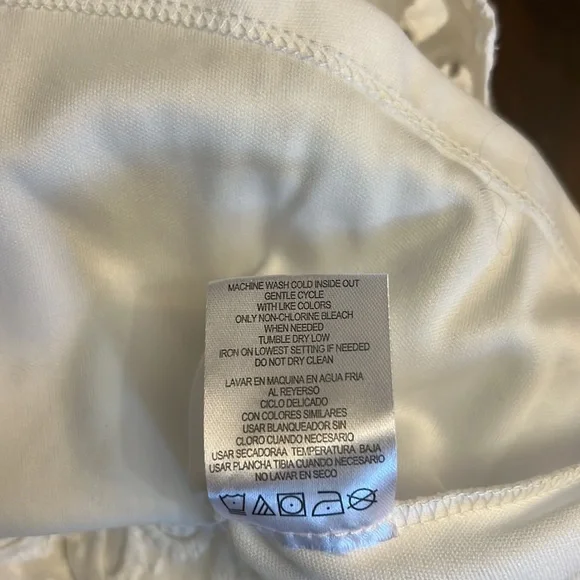 MACHINE WASH COLD INSIDE OUT
GENTLE CYCLE
WITH LIKE COLORS
ONLY NON-CHLORINE BLEACH
WHEN NEEDED
TUMBLE DRY LOW
IRON ON LOWEST SETTING IF NEEDED
DO NOT DRY CLEAN
LAVAR EN MAQUINA EN AGUA FRIA
AL REYERSO
CICLO DELICADO
CON COLORES SIMILARES
USAR BLANQUEADOR SIN
CLORO CUANDO NECESARIO
USAR SECADORAA TEMPERATURA BAJA
USAR PLANCHA TIBIA CUANDO NECESARIO
NO LAVAR EN SECO